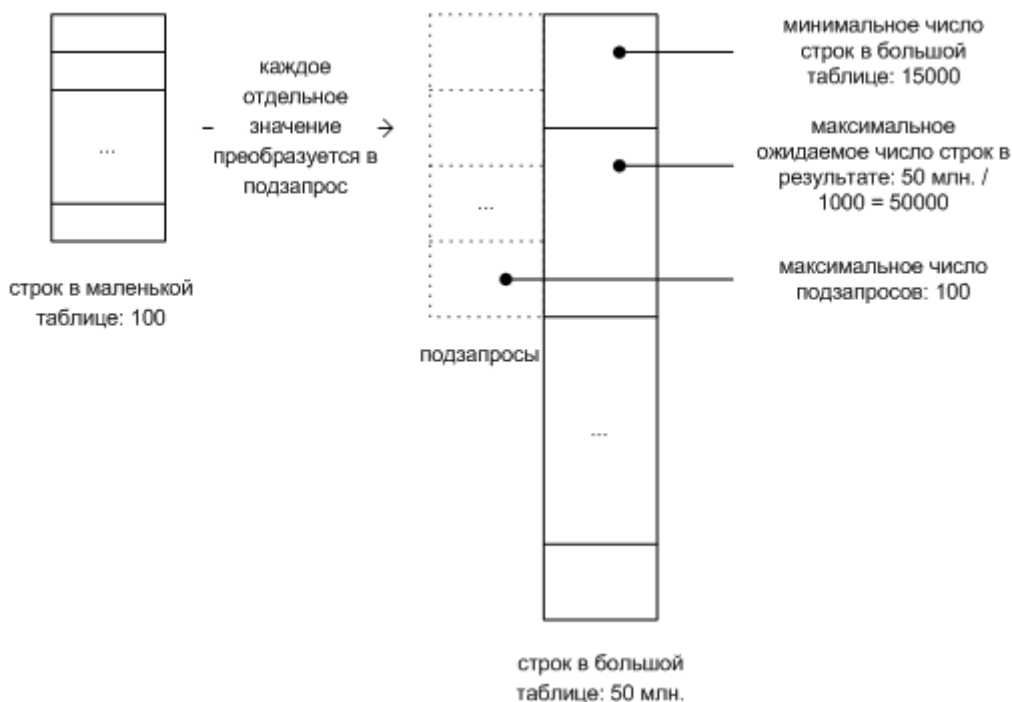 каждое
отдельное
– значение →
преобразуется в
подзапрос
...
строк в маленькой
таблице: 100
...
подзапросы
минимальное число
строк в большой
таблице: 15000
максимальное
ожидаемое число строк в
результате: 50 млн. /
1000 = 50000
максимальное число
подзапросов: 100
...
строк в большой
таблице: 50 млн.